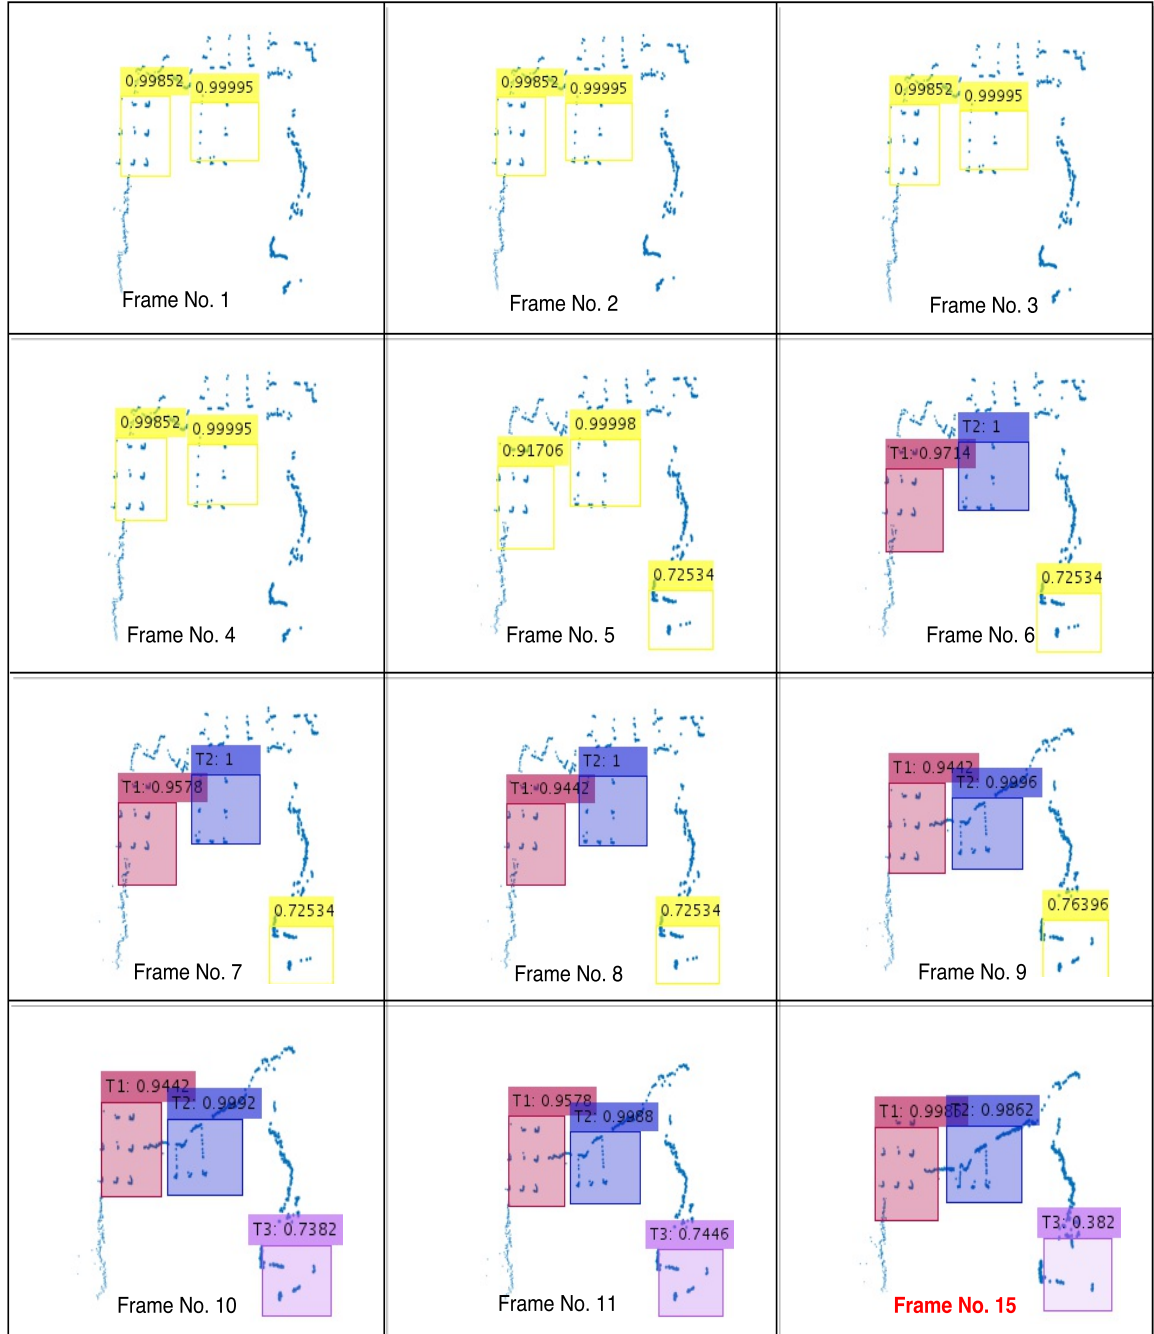 0.99852
0.99995
Frame No. 1
0.99852
0.99995
Frame No. 2
0.99852
0.99995
Frame No. 3
0.99852
0.99995
Frame No. 4
0.99998
0.91706
0.72534
Frame No. 5
T2: 1
T1: 0.9714
0.72534
Frame No. 6
T2: 1
T1: 0.9578
0.72534
Frame No. 7
T2: 1
T1: 0.9442
0.72534
Frame No. 8
T1: 0.9442
T2: 0.9996
0.76396
Frame No. 9
T1: 0.9442
T2: 0.9992
T3: 0.7382
Frame No. 10
T1: 0.9578
T2: 0.9988
T3: 0.7446
Frame No. 11
T2: 0.9862
T3: 0.382
Frame No. 15